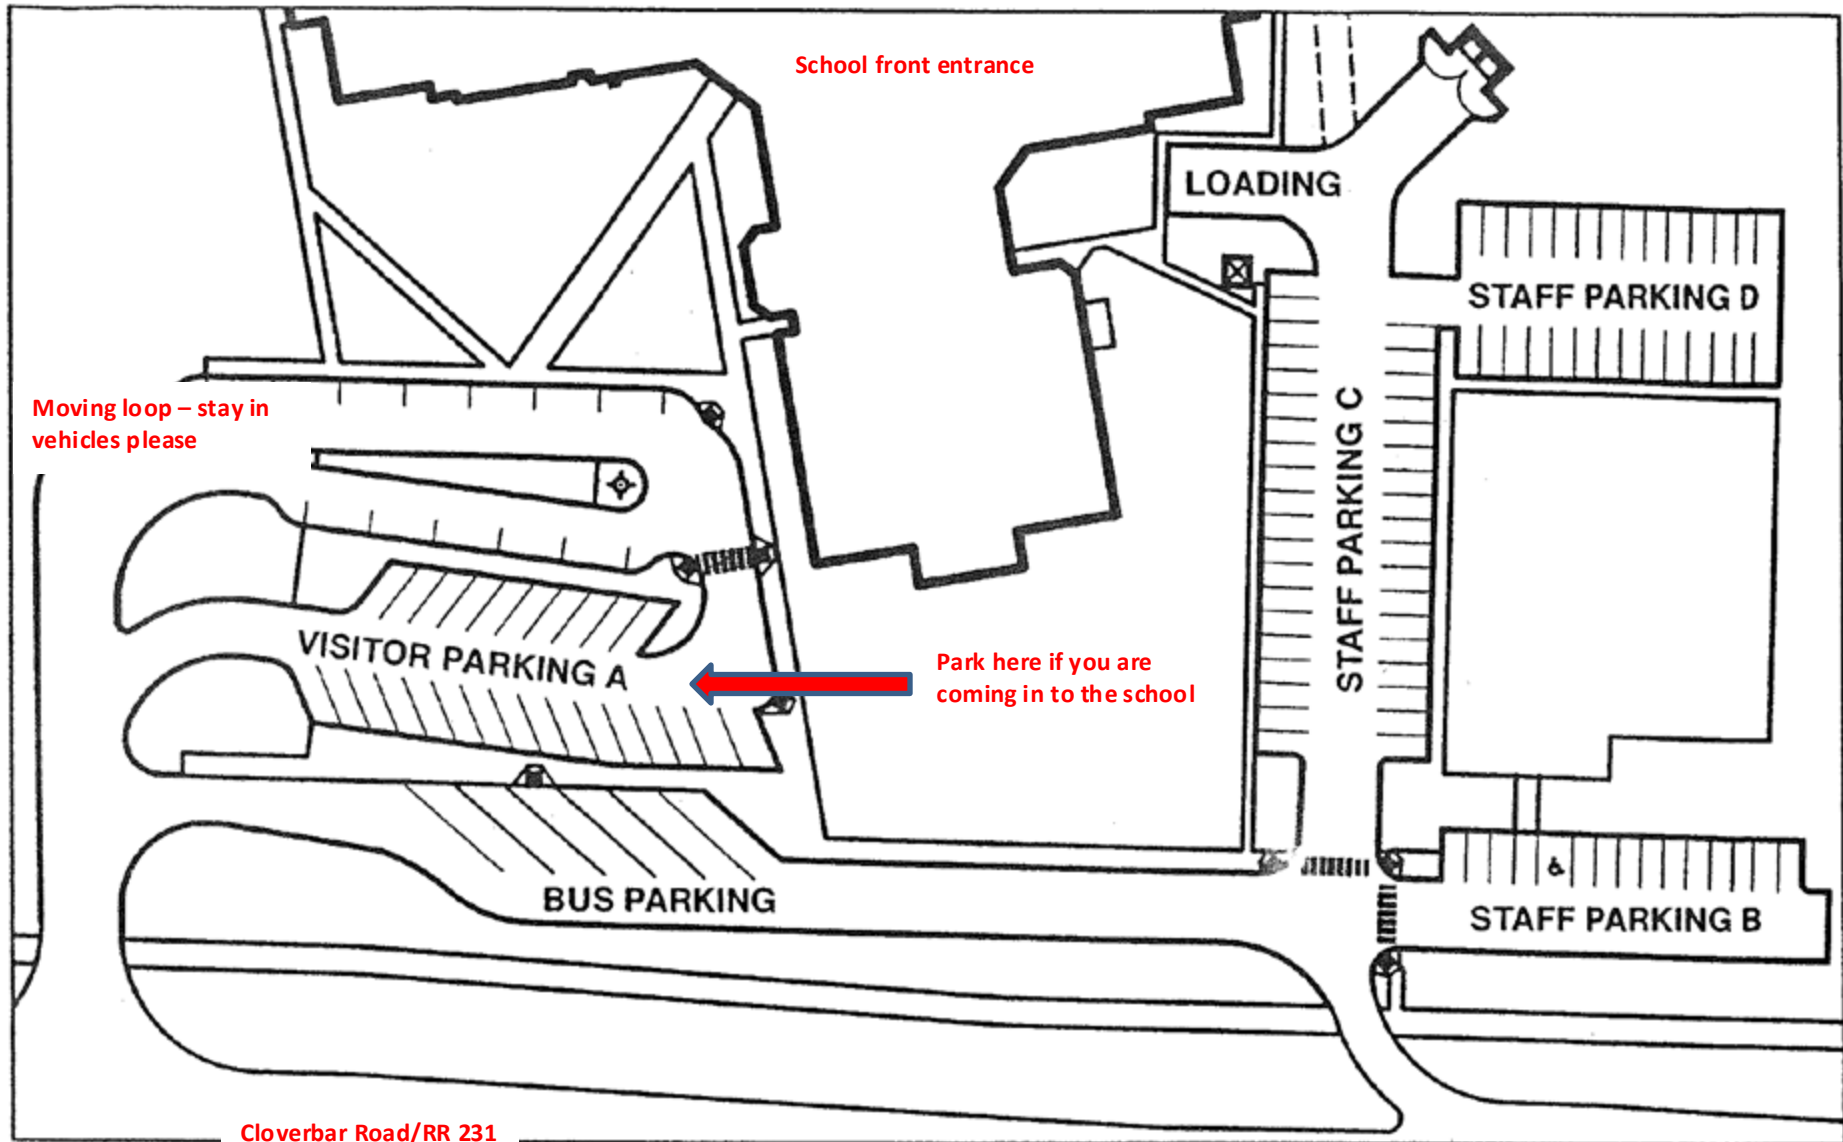 School front entrance
LOADING
STAFF PARKING D
Moving loop – stay in
vehicles please
STAFF PARKING C
VISITOR PARKING A
Park here if you are
coming in to the school
BUS PARKING
STAFF PARKING B
Cloverbar Road/RR 231